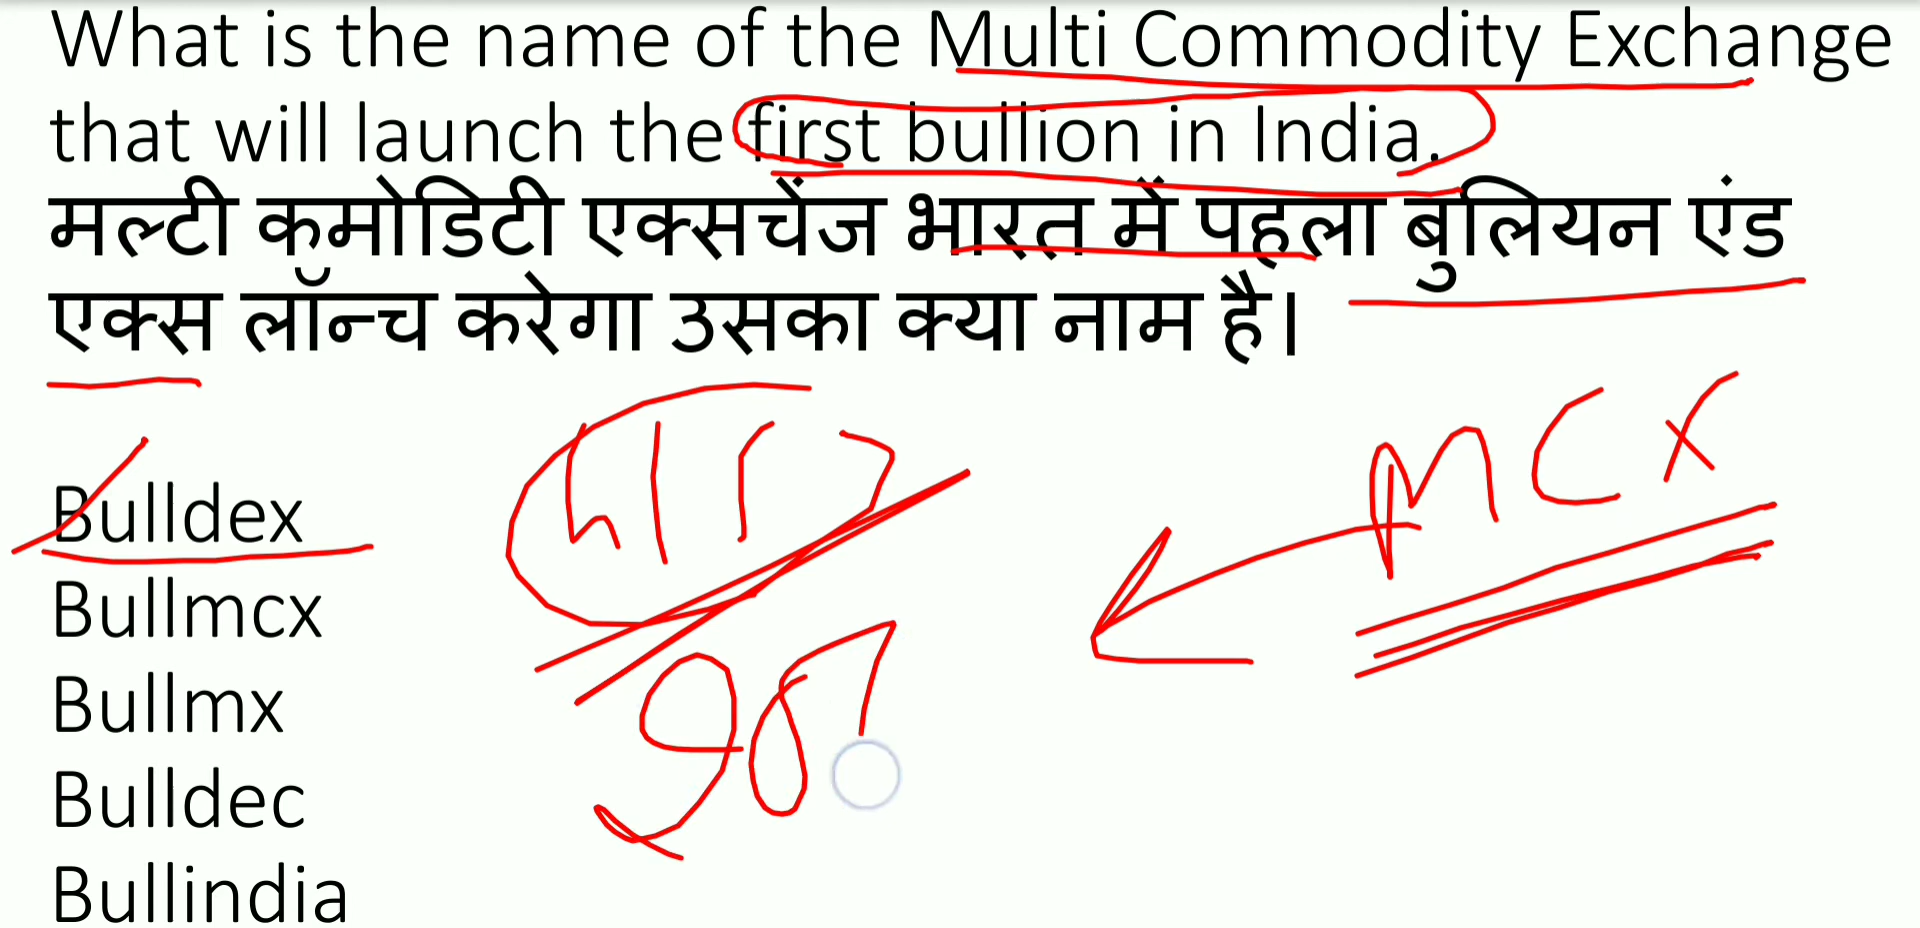 What is the name of the Multi Commodity Exchange
that will launch the first bullion in India.
मल्टी कमोडिटी एक्सचेंज भारत में पहला बुलियन एंड
एक्स लॉन्च करेगा उसका क्या नाम है।
MCX
Bulldex
Bullmcx
Bullmx
Bulldec
Bullindia